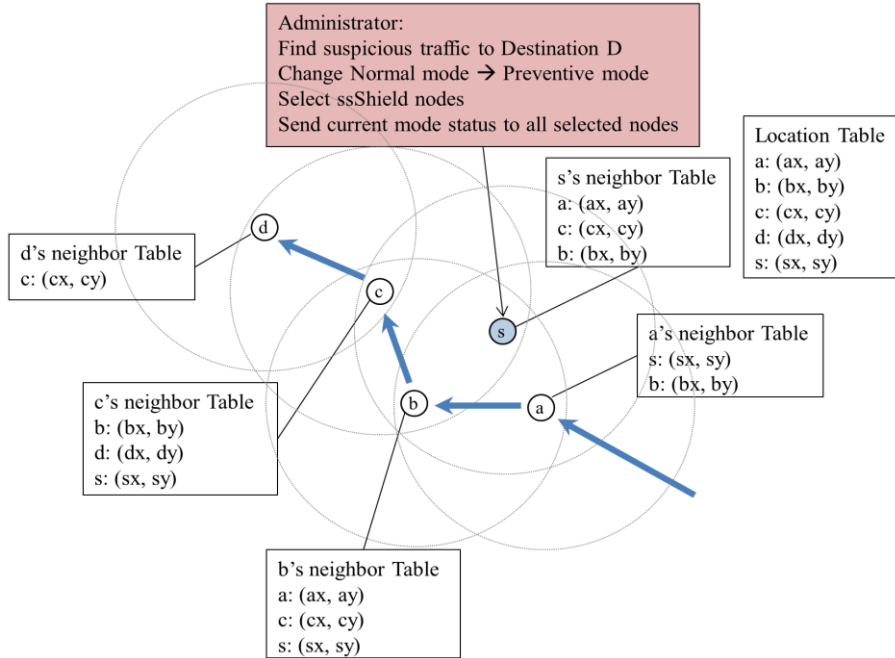 Administrator:
Find suspicious traffic to Destination D
Change Normal mode → Preventive mode
Select ssShield nodes
Send current mode status to all selected nodes
Location Table
a: (ax, ay)
b: (bx, by)
c: (cx, cy)
d: (dx, dy)
s: (sx, sy)
s's neighbor Table
a: (ax, ay)
c: (cx, cy)
b: (bx, by)
d
d's neighbor Table
c: (cx, cy)
c
s
a's neighbor Table
s: (sx, sy)
b: (bx, by)
c's neighbor Table
b: (bx, by)
d: (dx, dy)
s: (sx, sy)
b
a
b's neighbor Table
a: (ax, ay)
c: (cx, cy)
s: (sx, sy)